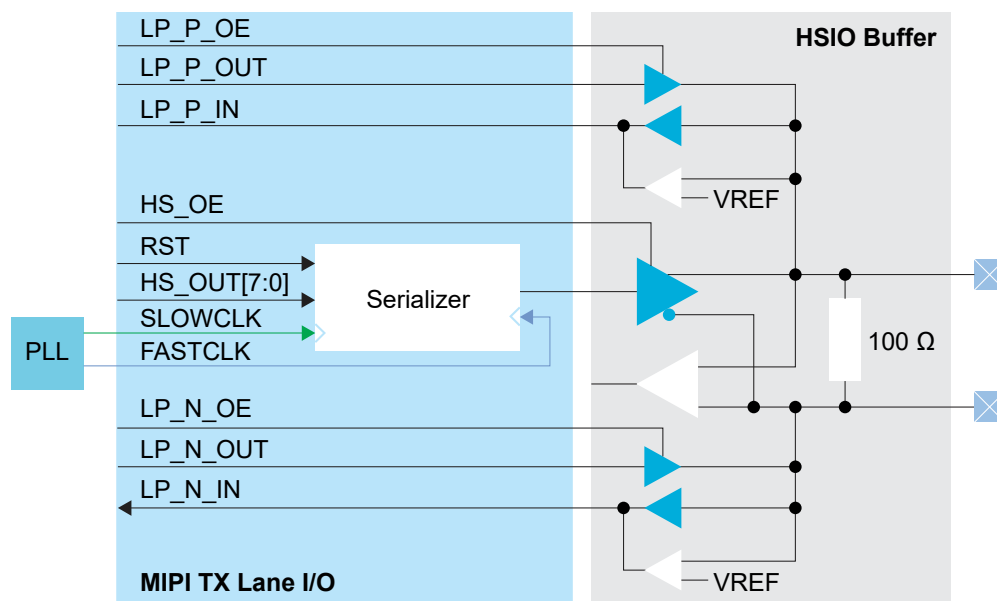 LP_P_OE
HSIO Buffer
LP_P_OUT
LP_P_IN
VREF
HS_OE
RST
HS_OUT[7:0]
Serializer
SLOWCLK
PLL
FASTCLK
100 Ω
LP_N_OE
LP_N_OUT
LP_N_IN
MIPI TX Lane I/O
VREF